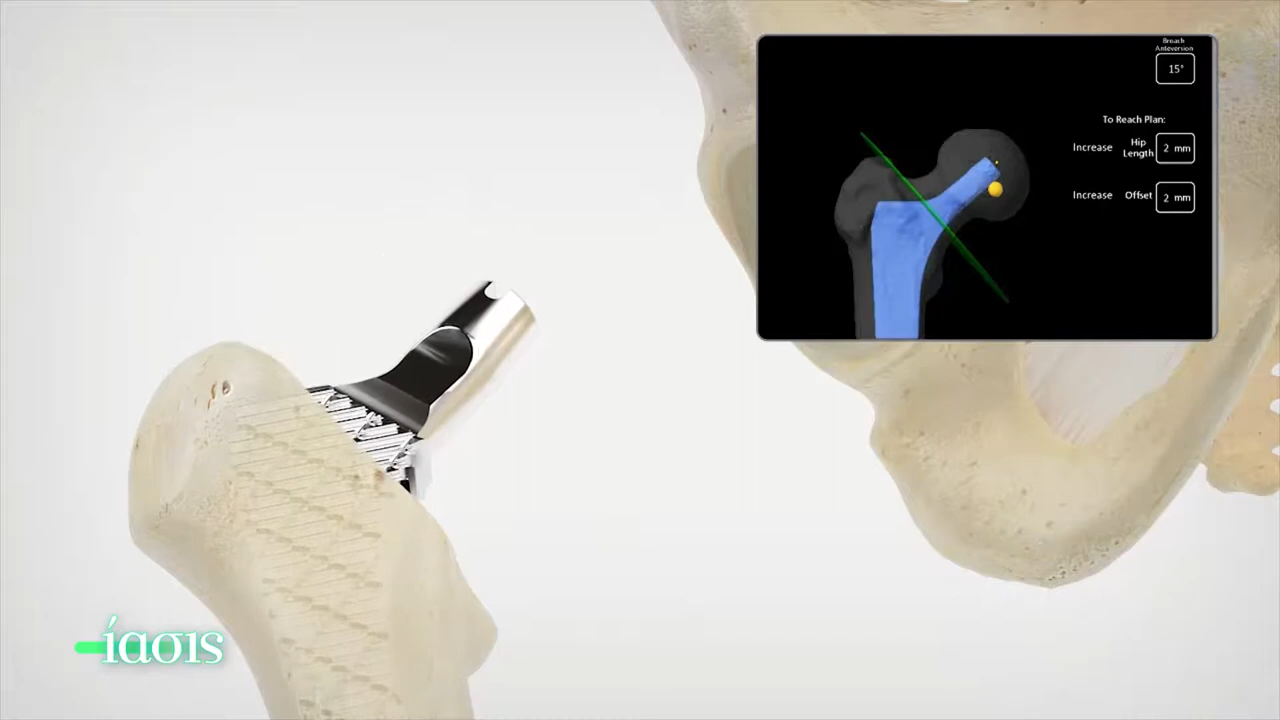 Broach
Anteversion
15°
To Reach Plan:
Increase Hip Length 2 mm
Increase Offset 2 mm
ίασις